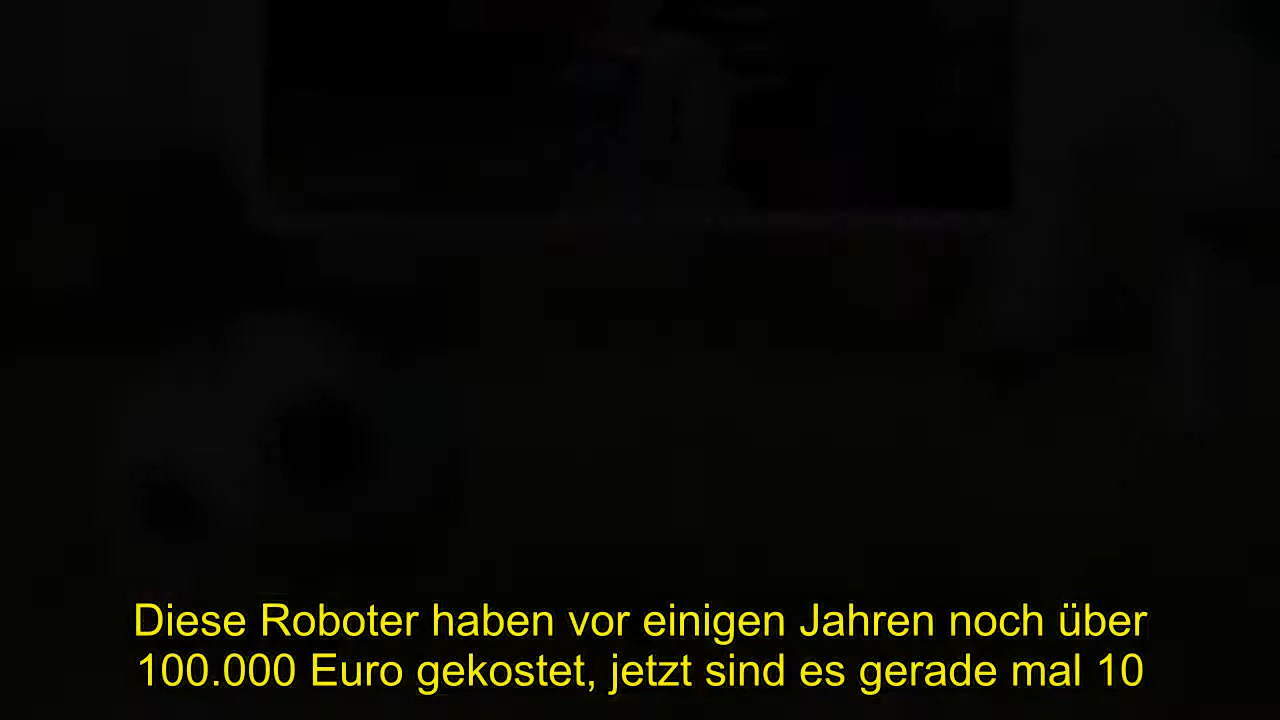 Diese Roboter haben vor einigen Jahren noch über
100.000 Euro gekostet, jetzt sind es gerade mal 10